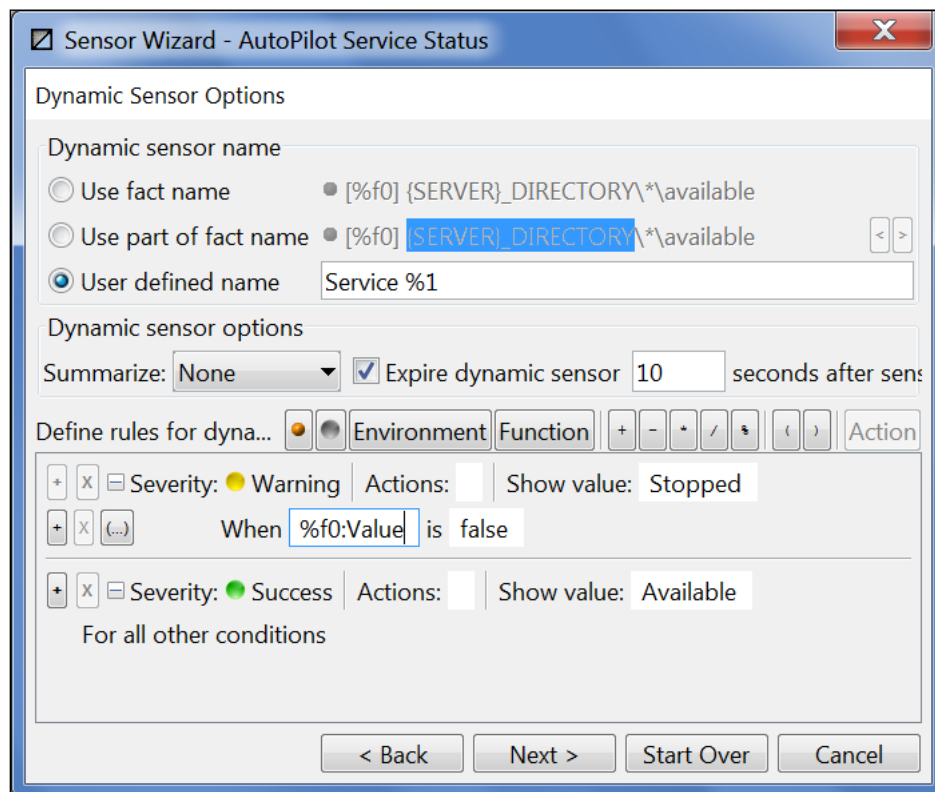 Sensor Wizard - AutoPilot Service Status
X
Dynamic Sensor Options
Dynamic sensor name
Use fact name [%f0] {SERVER}_DIRECTORY\*\available
Use part of fact name [%f0] {SERVER}_DIRECTORY\*\available < >
User defined name Service %1
Dynamic sensor options
Summarize: None Expire dynamic sensor 10 seconds after sens
Define rules for dyna... Environment Function + - * / % ( ) Action
+ X Severity: Warning Actions: Show value: Stopped
+ X (...) When %f0:Value is false
+ X Severity: Success Actions: Show value: Available
For all other conditions
< Back Next > Start Over Cancel